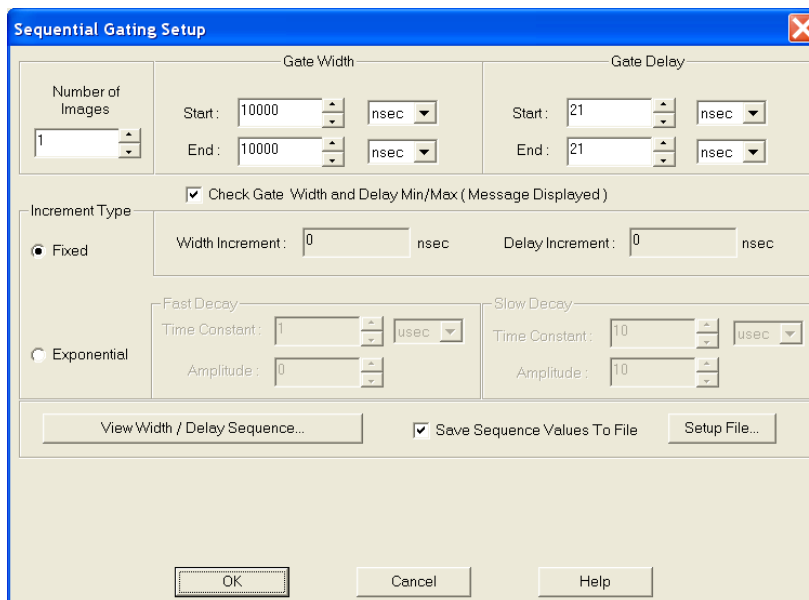 Sequential Gating Setup
Gate Width
Gate Delay
Number of
Images
1
Start :
10000
nsec
End :
10000
nsec
Start :
21
nsec
End :
21
nsec
Check Gate Width and Delay Min/Max ( Message Displayed )
Increment Type
Fixed
Width Increment :
0
nsec
Delay Increment :
0
nsec
Exponential
Fast Decay
Time Constant :
1
usec
Amplitude :
0
Slow Decay
Time Constant :
10
usec
Amplitude :
10
View Width / Delay Sequence...
Save Sequence Values To File
Setup File...
OK
Cancel
Help